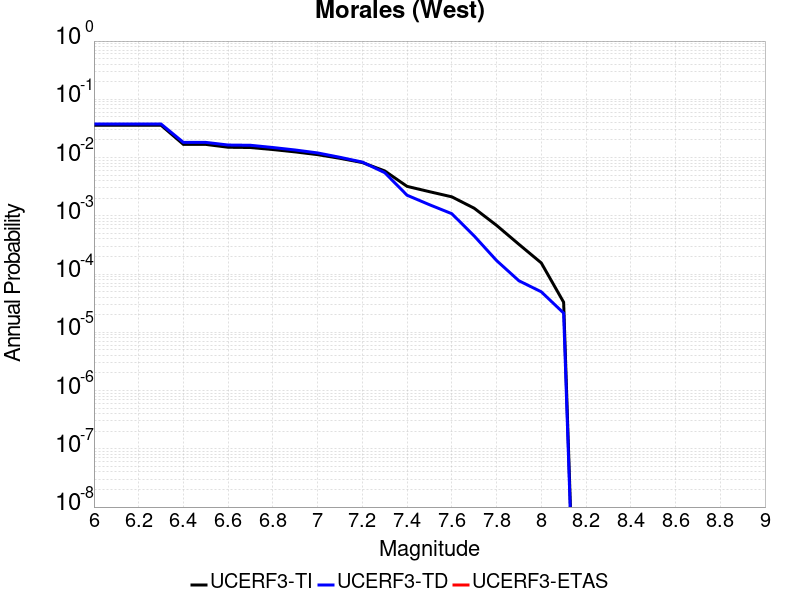 Morales (West)
10^0
10^-1
10^-2
10^-3
10^-4
10^-5
10^-6
10^-7
10^-8
Annual Probability
6 6.2 6.4 6.6 6.8 7 7.2 7.4 7.6 7.8 8 8.2 8.4 8.6 8.8 9
Magnitude
UCERF3-TI UCERF3-TD UCERF3-ETAS